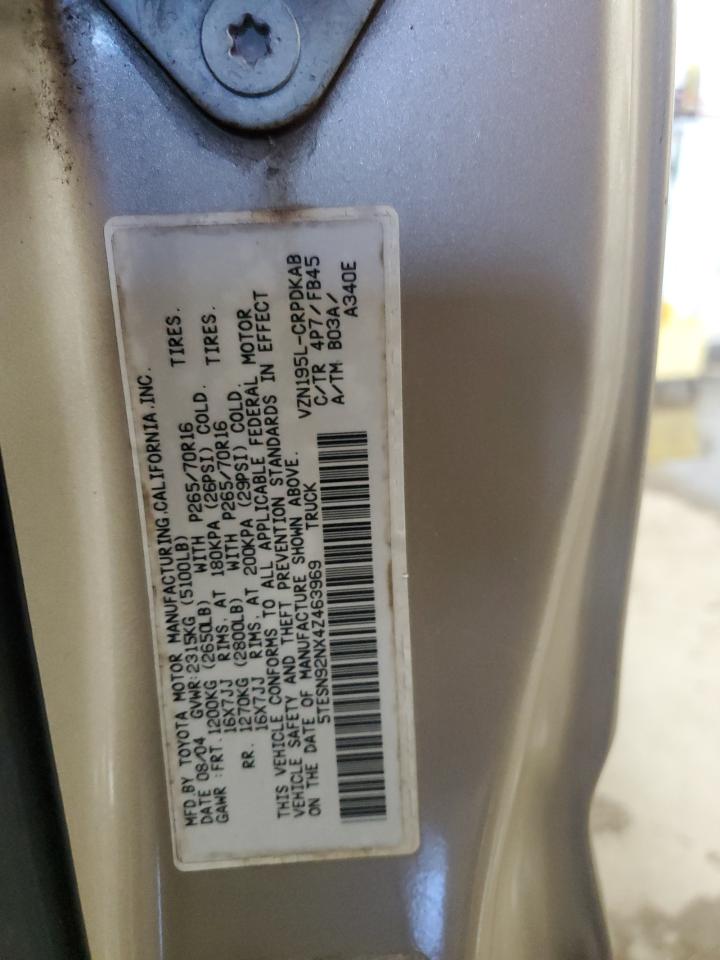 MFD.BY TOYOTA MOTOR MANUFACTURING.CALIFORNIA.INC.
DATE 08/04 GVWR:2315KG (5100LB)
GAWR :FRT.1200KG (2650LB) WITH P265/70R16 TIRES.
16X7JJ RIMS. AT 180KPA (26PSI) COLD.
RR. 1270KG (2800LB) WITH P265/70R16 TIRES.
16X7JJ RIMS. AT 200KPA (29PSI) COLD.
THIS VEHICLE CONFORMS TO ALL APPLICABLE FEDERAL MOTOR
VEHICLE SAFETY AND THEFT PREVENTION STANDARDS IN EFFECT
ON THE DATE OF MANUFACTURE SHOWN ABOVE.
5TESN92NX4Z463969 TRUCK
VZN195L-CRPDKAB
C/TR 4P7/FB45
A/TM B03A/
A340E